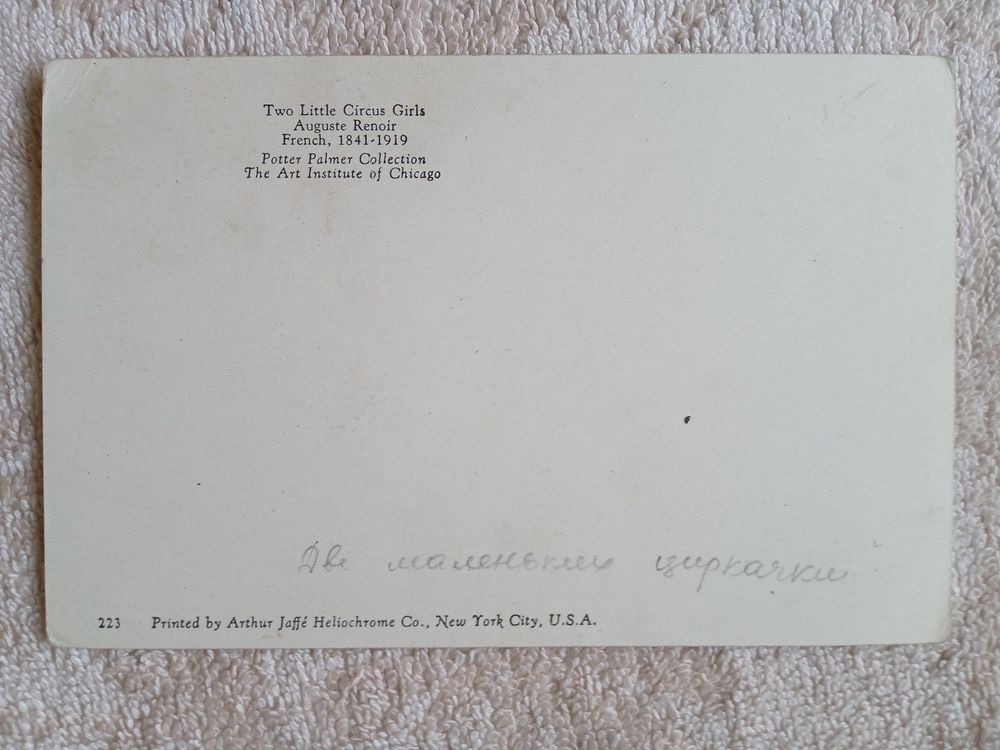 Two Little Circus Girls
Auguste Renoir
French, 1841-1919
Potter Palmer Collection
The Art Institute of Chicago
Две маленьких циркачки
223 Printed by Arthur Jaffé Heliochrome Co., New York City, U.S.A.